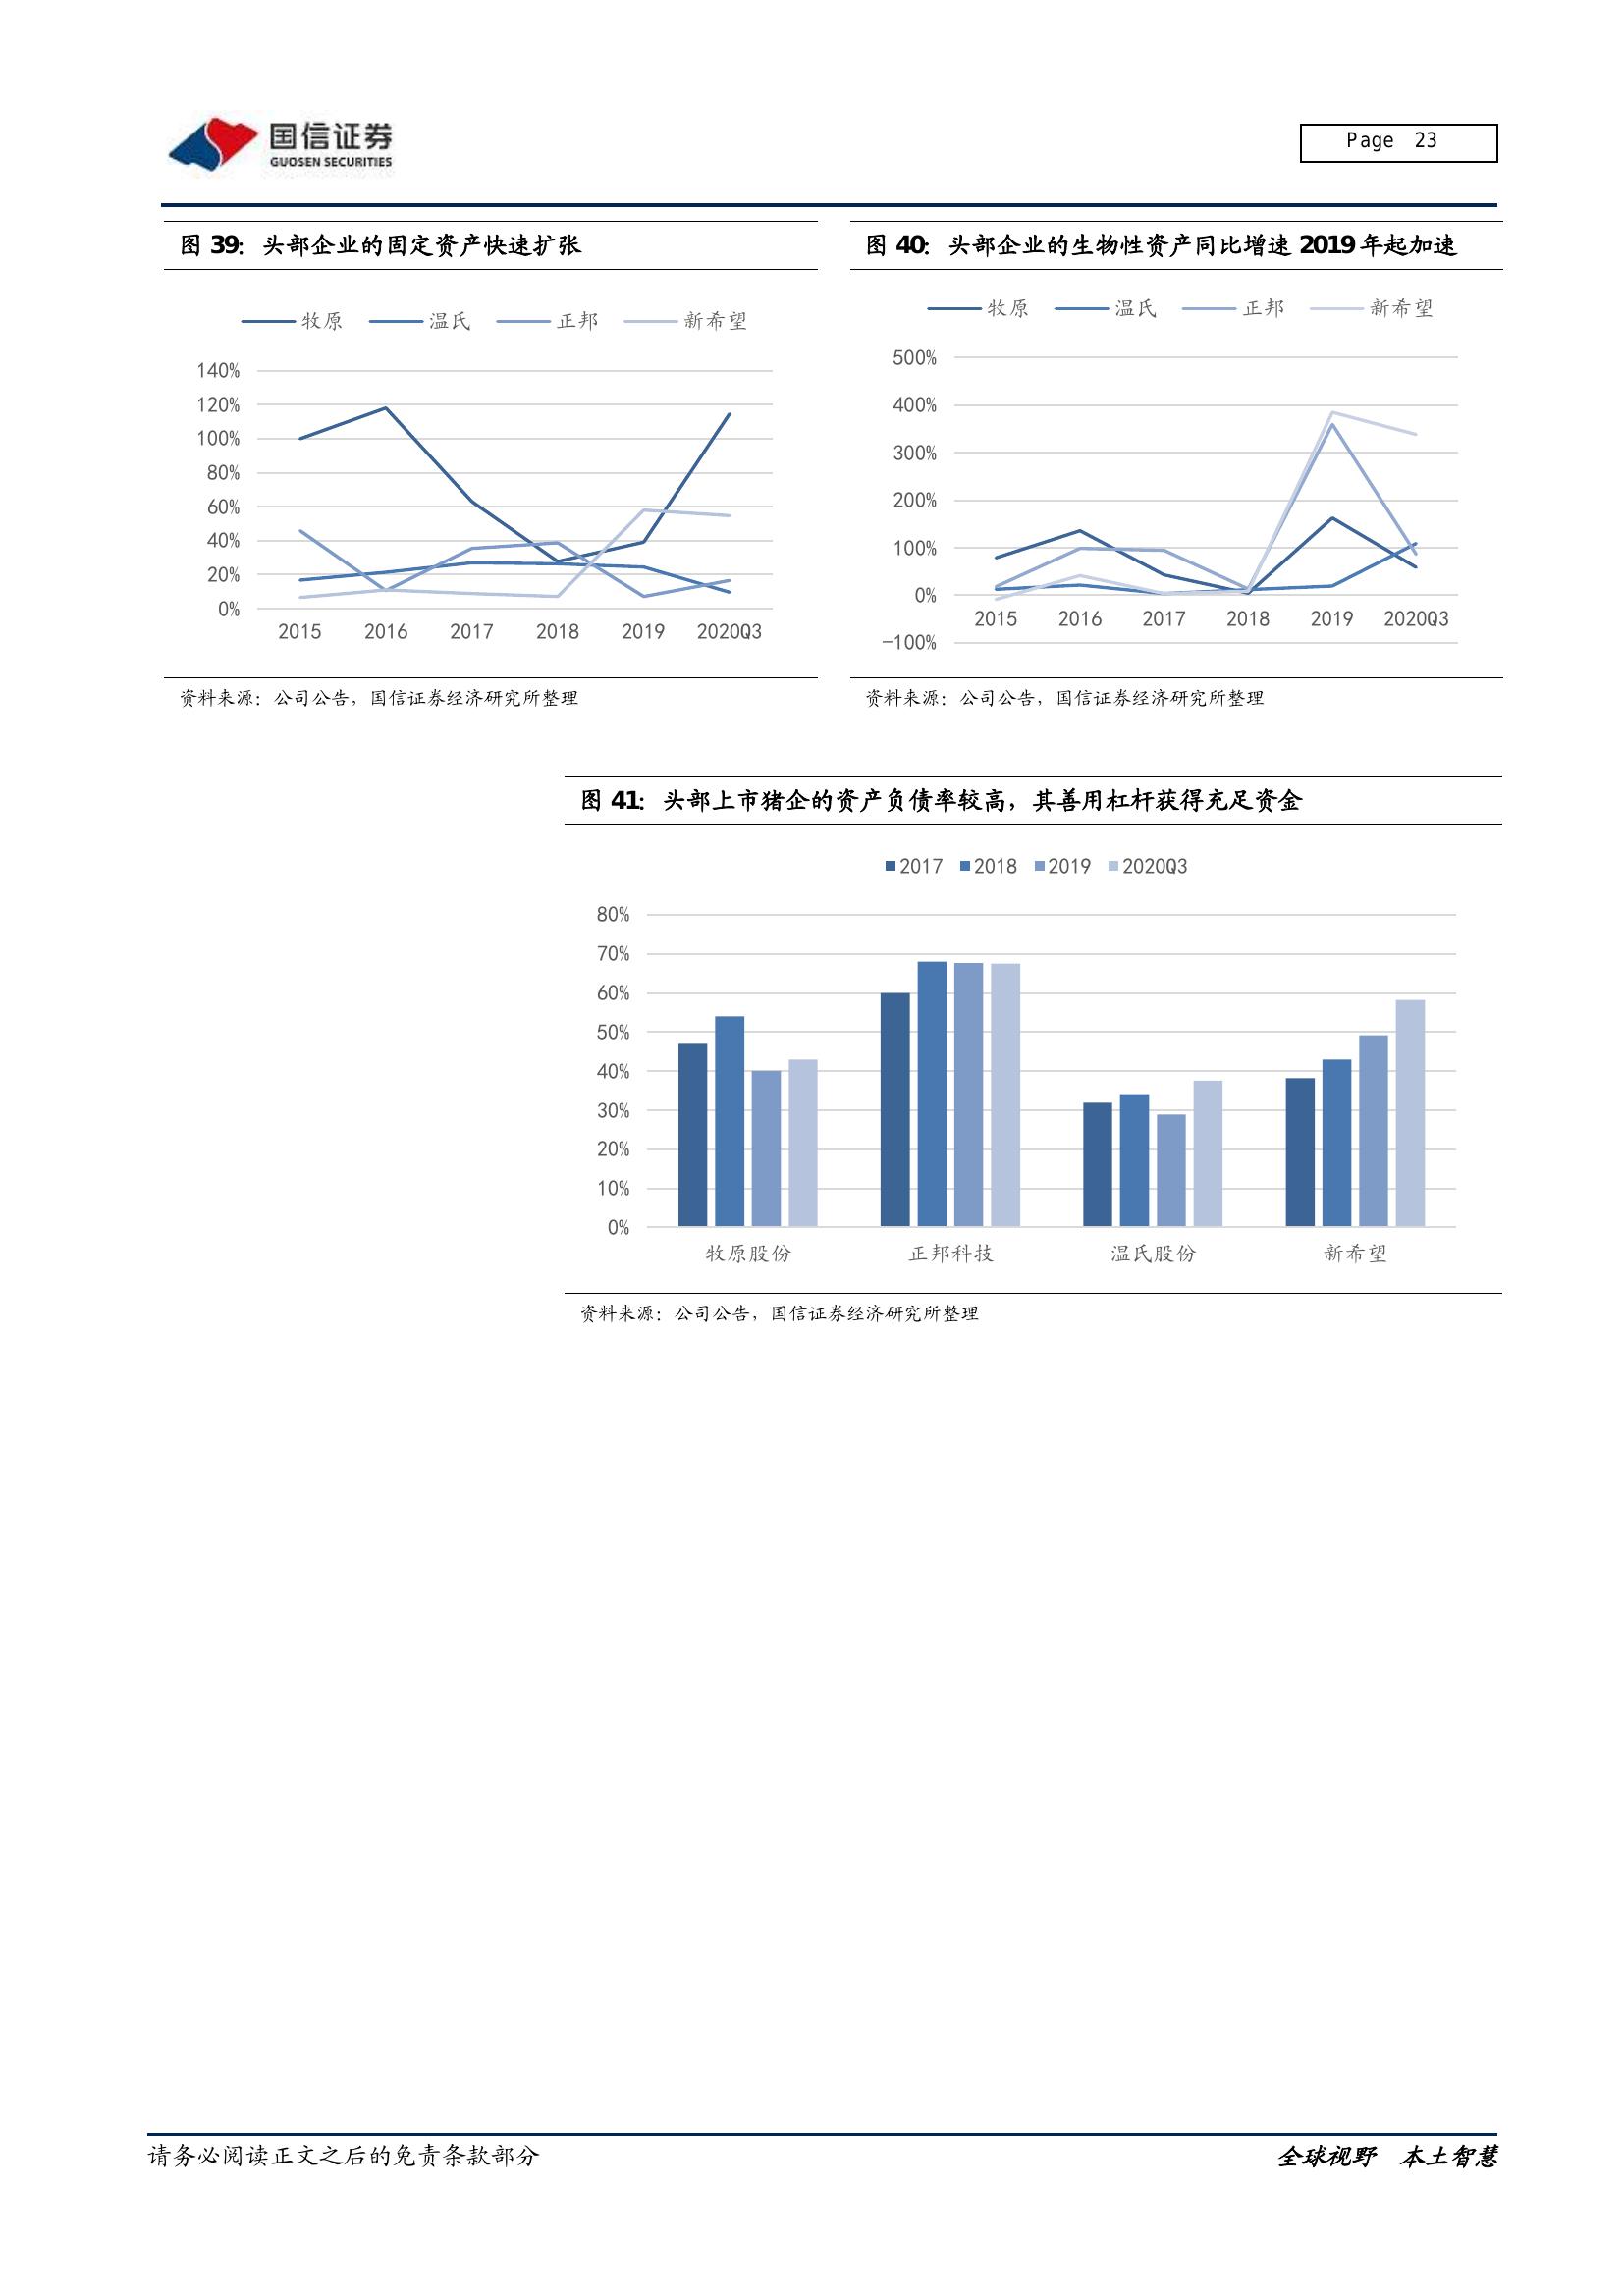 国信证券
GUOSEN SECURITIES
Page 23
图 39：头部企业的固定资产快速扩张
牧原 温氏 正邦 新希望
140%
120%
100%
80%
60%
40%
20%
0%
2015 2016 2017 2018 2019 2020Q3
资料来源：公司公告，国信证券经济研究所整理
图 40：头部企业的生物性资产同比增速 2019 年起加速
牧原 温氏 正邦 新希望
500%
400%
300%
200%
100%
0%
-100%
2015 2016 2017 2018 2019 2020Q3
资料来源：公司公告，国信证券经济研究所整理
图 41：头部上市猪企的资产负债率较高，其善用杠杆获得充足资金
2017 2018 2019 2020Q3
80%
70%
60%
50%
40%
30%
20%
10%
0%
牧原股份 正邦科技 温氏股份 新希望
资料来源：公司公告，国信证券经济研究所整理
请务必阅读正文之后的免责条款部分
全球视野 本土智慧